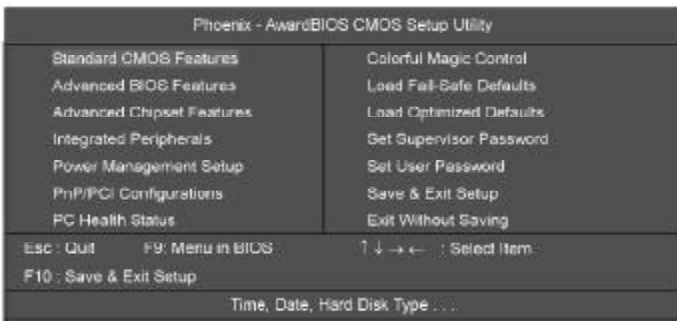 Phoenix - AwardBIOS CMOS Setup Utility
Standard CMOS Features
Advanced BIOS Features
Advanced Chipset Features
Integrated Peripherals
Power Management Setup
PnP/PCI Configurations
PC Health Status
Colorful Magic Control
Load Fail-Safe Defaults
Load Optimized Defaults
Set Supervisor Password
Set User Password
Save & Exit Setup
Exit Without Saving
Esc : Quit F9: Menu in BIOS ↑ ↓ → ← : Select Item
F10 : Save & Exit Setup
Time, Date, Hard Disk Type . . .